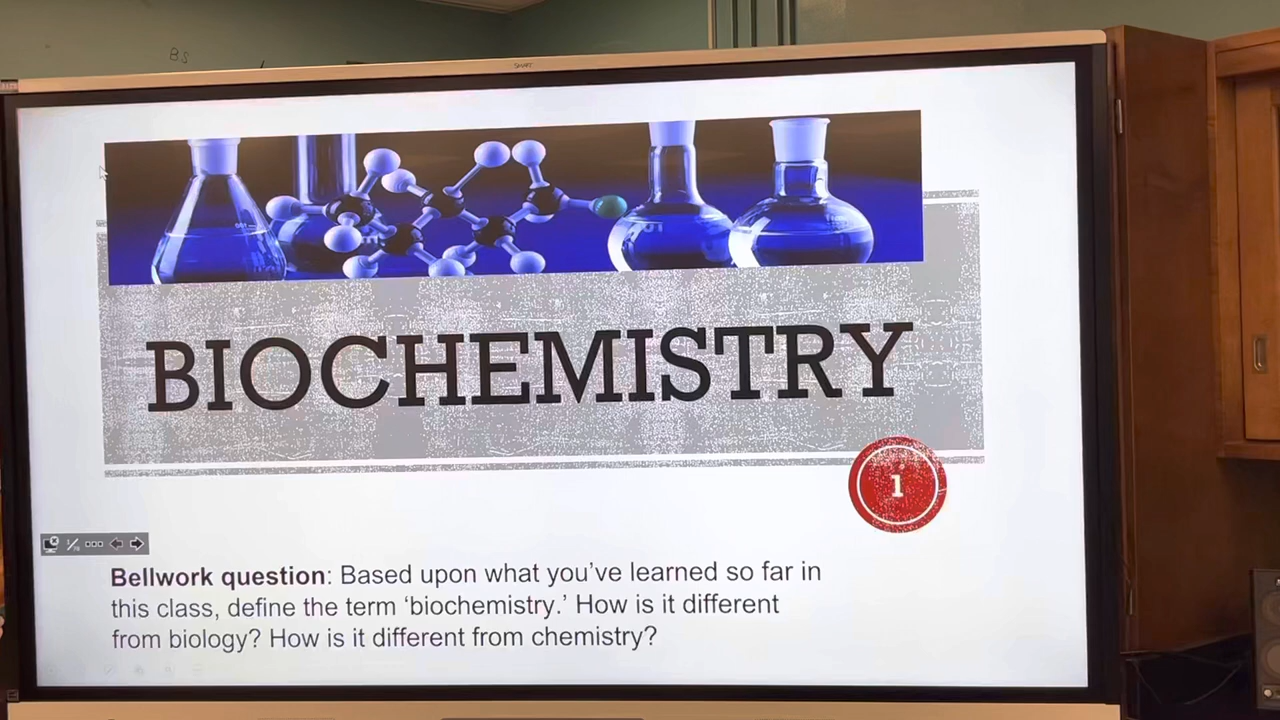 B.S
SMART
BIOCHEMISTRY
1
Bellwork question: Based upon what you’ve learned so far in
this class, define the term ‘biochemistry.’ How is it different
from biology? How is it different from chemistry?